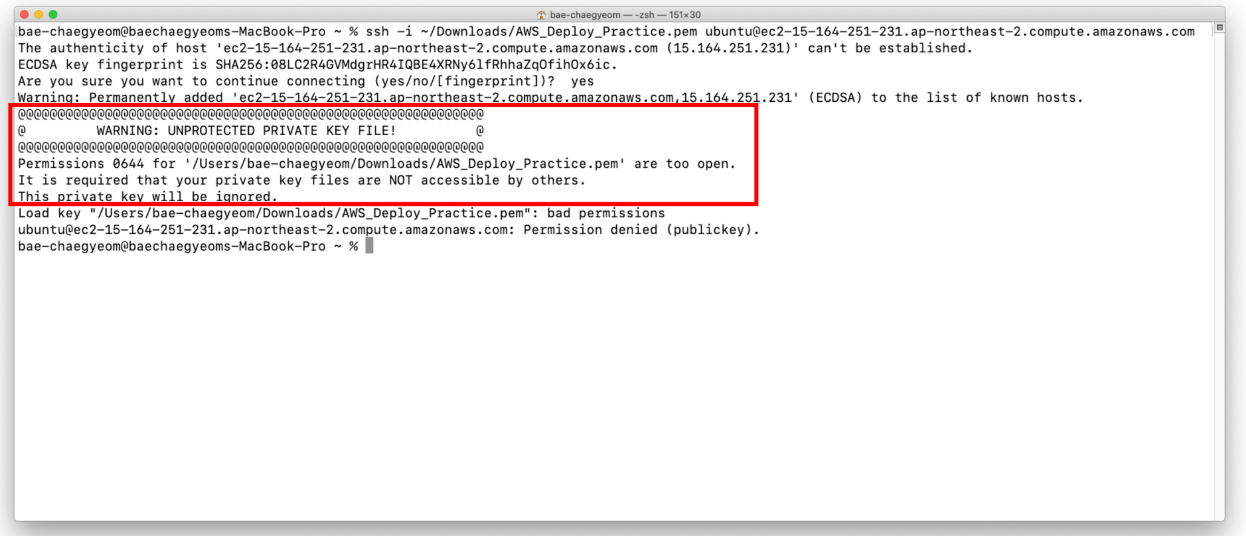 bae-chaegyeom — -zsh — 151×30
bae-chaegyeom@baechaegyeoms-MacBook-Pro ~ % ssh -i ~/Downloads/AWS_Deploy_Practice.pem ubuntu@ec2-15-164-251-231.ap-northeast-2.compute.amazonaws.com
The authenticity of host 'ec2-15-164-251-231.ap-northeast-2.compute.amazonaws.com (15.164.251.231)' can't be established.
ECDSA key fingerprint is SHA256:08LC2R4GVMdgrHR4IQBE4XRNy6lfRhhaZqOfihOx6ic.
Are you sure you want to continue connecting (yes/no/[fingerprint])?  yes
Warning: Permanently added 'ec2-15-164-251-231.ap-northeast-2.compute.amazonaws.com,15.164.251.231' (ECDSA) to the list of known hosts.
@@@@@@@@@@@@@@@@@@@@@@@@@@@@@@@@@@@@@@@@@@@@@@@@@@@@@@@@@@@
@         WARNING: UNPROTECTED PRIVATE KEY FILE!          @
@@@@@@@@@@@@@@@@@@@@@@@@@@@@@@@@@@@@@@@@@@@@@@@@@@@@@@@@@@@
Permissions 0644 for '/Users/bae-chaegyeom/Downloads/AWS_Deploy_Practice.pem' are too open.
It is required that your private key files are NOT accessible by others.
This private key will be ignored.
Load key "/Users/bae-chaegyeom/Downloads/AWS_Deploy_Practice.pem": bad permissions
ubuntu@ec2-15-164-251-231.ap-northeast-2.compute.amazonaws.com: Permission denied (publickey).
bae-chaegyeom@baechaegyeoms-MacBook-Pro ~ %